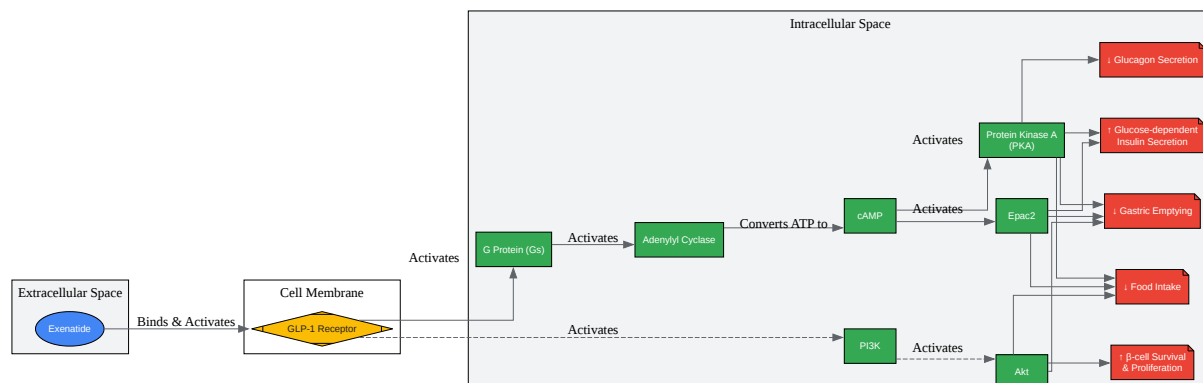 Intracellular Space
↓ Glucagon Secretion
Activates
Protein Kinase A
(PKA)
↑ Glucose-dependent
Insulin Secretion
cAMP
Activates
Epac2
↓ Gastric Emptying
Activates
G Protein (Gs)
Activates
Adenylyl Cyclase
Converts ATP to
Extracellular Space
Exenatide
Binds & Activates
Cell Membrane
GLP-1 Receptor
↓ Food Intake
Activates
PI3K
Activates
Akt
↑ β-cell Survival
& Proliferation